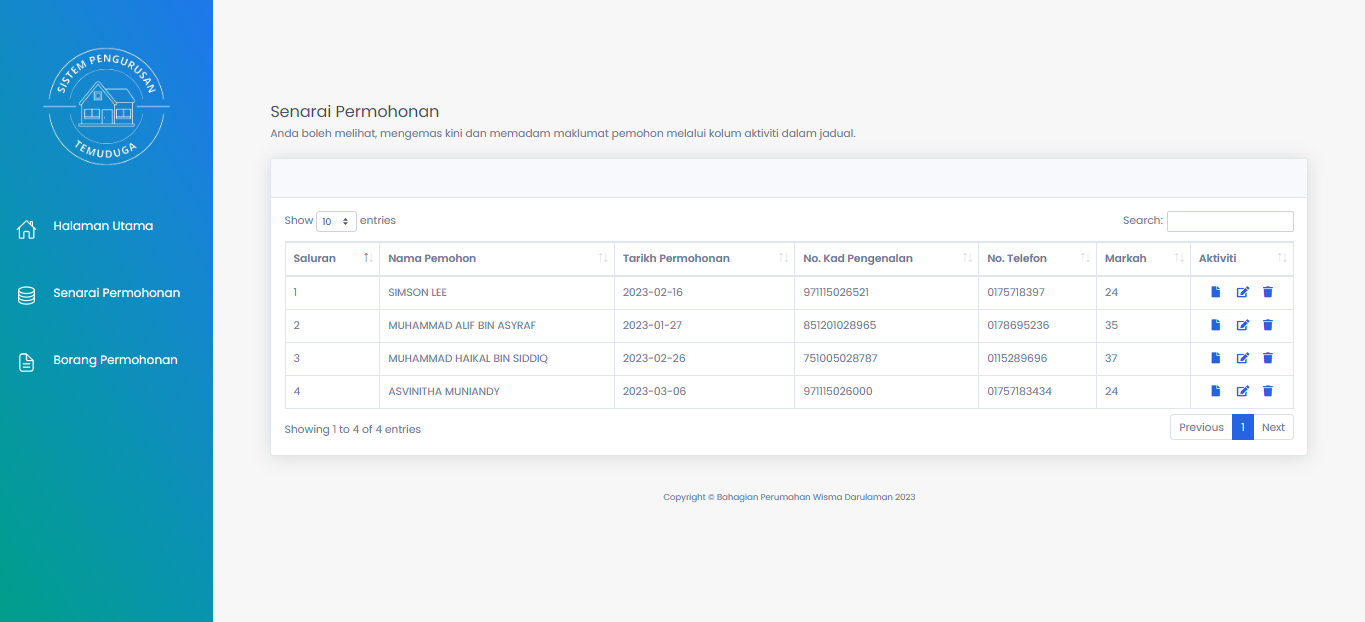 SISTEM PENGURUSAN
TEMUDUGA
Halaman Utama
Senarai Permohonan
Borang Permohonan
Senarai Permohonan
Anda boleh melihat, mengemas kini dan memadam maklumat pemohon melalui kolum aktiviti dalam jadual.
Show 10 entries Search:
Saluran Nama Pemohon Tarikh Permohonan No. Kad Pengenalan No. Telefon Markah Aktiviti
1 SIMSON LEE 2023-02-16 971115026521 0175718397 24
2 MUHAMMAD ALIF BIN ASYRAF 2023-01-27 851201028965 0178695236 35
3 MUHAMMAD HAIKAL BIN SIDDIQ 2023-02-26 751005028787 0115289696 37
4 ASVINITHA MUNIANDY 2023-03-06 971115026000 01757183434 24
Showing 1 to 4 of 4 entries Previous 1 Next
Copyright © Bahagian Perumahan Wisma Darulaman 2023